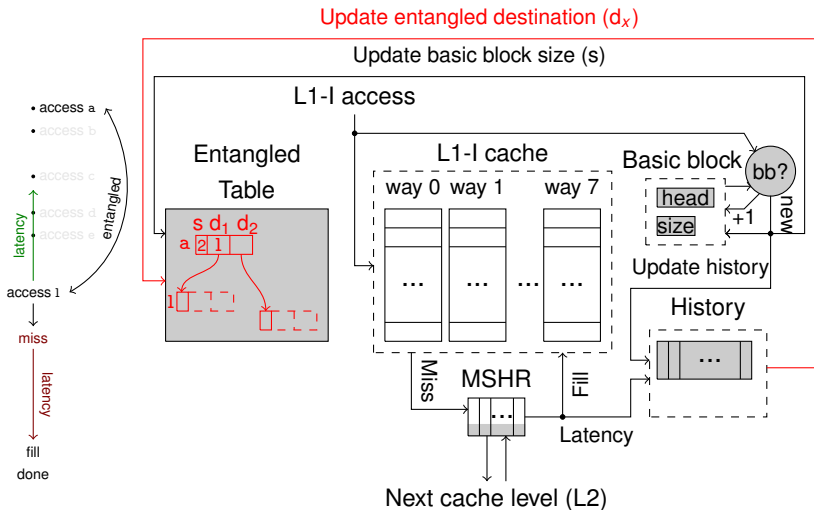 Update entangled destination (dx)
Update basic block size (s)
L1-I access
access a
access b
access c
access d
access e
latency
entangled
access l
miss
latency
fill
done
Entangled
Table
s d1 d2
a 2 l
l
L1-I cache
way 0 way 1 way 7
... ... ... ...
Basic block
bb?
head
+1
size
new
Update history
History
...
Miss
MSHR
...
Fill
Latency
Next cache level (L2)